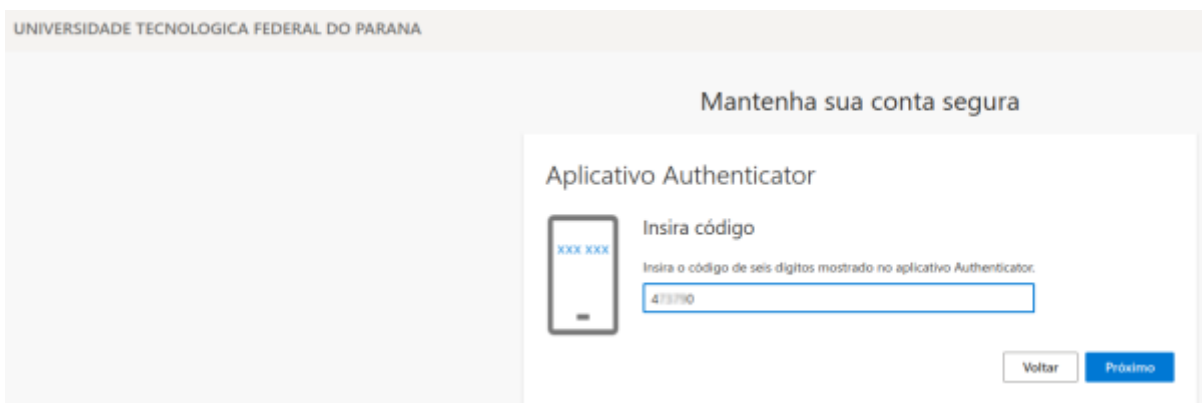 UNIVERSIDADE TECNOLOGICA FEDERAL DO PARANA
Mantenha sua conta segura
Aplicativo Authenticator
Insira código
XXX XXX
Insira o código de seis dígitos mostrado no aplicativo Authenticator.
Voltar
Próximo